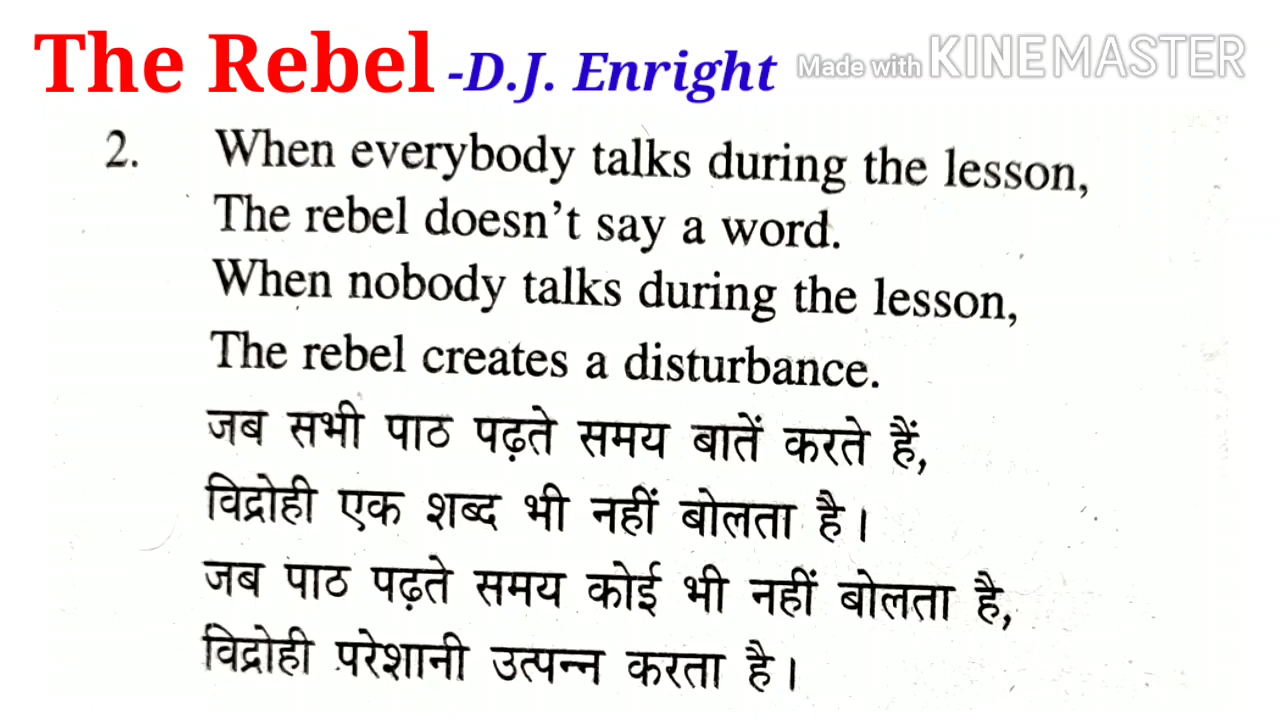 The Rebel -D.J. Enright Made with KINEMASTER
2. When everybody talks during the lesson,
The rebel doesn't say a word.
When nobody talks during the lesson,
The rebel creates a disturbance.
जब सभी पाठ पढ़ते समय बातें करते हैं,
विद्रोही एक शब्द भी नहीं बोलता है।
जब पाठ पढ़ते समय कोई भी नहीं बोलता है,
विद्रोही परेशानी उत्पन्न करता है।